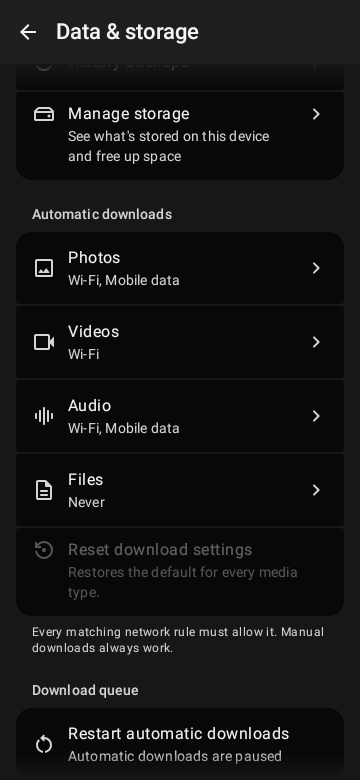 Data & storage
History backups
Manage storage
See what's stored on this device
and free up space
Automatic downloads
Photos
Wi-Fi, Mobile data
Videos
Wi-Fi
Audio
Wi-Fi, Mobile data
Files
Never
Reset download settings
Restores the default for every media
type.
Every matching network rule must allow it. Manual
downloads always work.
Download queue
Restart automatic downloads
Automatic downloads are paused